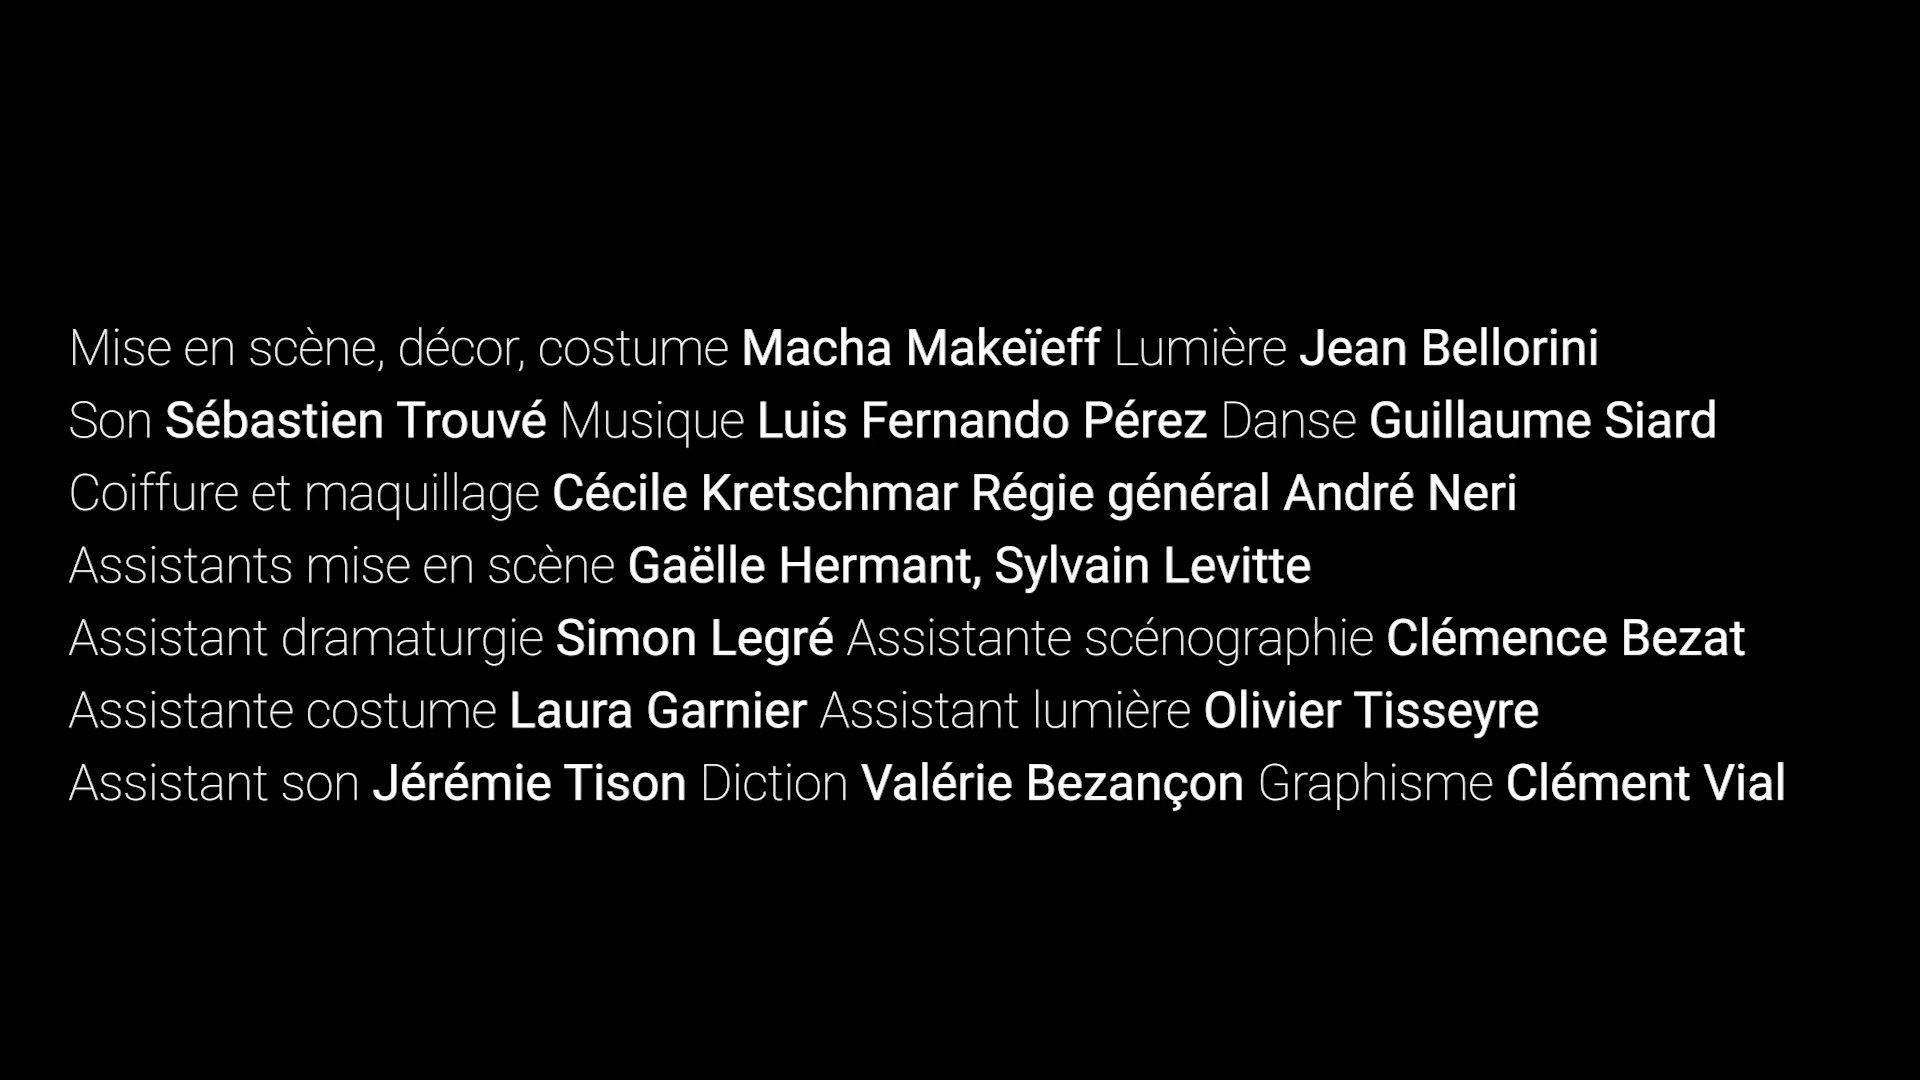 Mise en scène, décor, costume Macha Makeïeff Lumière Jean Bellorini
Son Sébastien Trouvé Musique Luis Fernando Pérez Danse Guillaume Siard
Coiffure et maquillage Cécile Kretschmar Régie général André Neri
Assistants mise en scène Gaëlle Hermant, Sylvain Levitte
Assistant dramaturgie Simon Legré Assistante scénographie Clémence Bezat
Assistante costume Laura Garnier Assistant lumière Olivier Tisseyre
Assistant son Jérémie Tison Diction Valérie Bezançon Graphisme Clément Vial